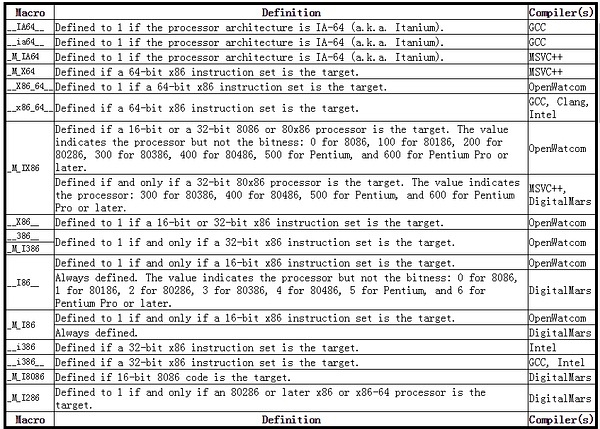 Macro Definition Compiler(s)
__IA64__ Defined to 1 if the processor architecture is IA-64 (a.k.a. Itanium). GCC
__ia64__ Defined to 1 if the processor architecture is IA-64 (a.k.a. Itanium). GCC
_M_IA64 Defined to 1 if the processor architecture is IA-64 (a.k.a. Itanium). MSVC++
_M_X64 Defined if a 64-bit x86 instruction set is the target. MSVC++
__X86_64__ Defined to 1 if a 64-bit x86 instruction set is the target. OpenWatcom
__x86_64__ Defined if a 64-bit x86 instruction set is the target. GCC, Clang,
Intel
_M_IX86
Defined if a 16-bit or a 32-bit 8086 or 80x86 processor is the target. The value
indicates the processor but not the bitness: 0 for 8086, 100 for 80186, 200 for
80286, 300 for 80386, 400 for 80486, 500 for Pentium, and 600 for Pentium Pro or
later.
OpenWatcom
Defined if and only if a 32-bit 80x86 processor is the target. The value indicates
the processor: 300 for 80386, 400 for 80486, 500 for Pentium, and 600 for Pentium
Pro or later.
MSVC++,
DigitalMars
__X86__ Defined to 1 if a 16-bit or 32-bit x86 instruction set is the target. OpenWatcom
__386__
_M_I386
Defined to 1 if and only if a 32-bit x86 instruction set is the target. OpenWatcom
__I86__
Defined to 1 if and only if a 16-bit x86 instruction set is the target. OpenWatcom
Always defined. The value indicates the processor but not the bitness: 0 for 8086,
1 for 80186, 2 for 80286, 3 for 80386, 4 for 80486, 5 for Pentium, and 6 for
Pentium Pro or later.
DigitalMars
_M_I86
Defined to 1 if and only if a 16-bit x86 instruction set is the target. OpenWatcom
Always defined. DigitalMars
__i386 Defined if a 32-bit x86 instruction set is the target. Intel
__i386__ Defined if a 32-bit x86 instruction set is the target. GCC, Intel
_M_I8086 Defined if 16-bit 8086 code is the target. DigitalMars
_M_I286 Defined to 1 if and only if an 80286 or later x86 or x86-64 processor is the
target.
DigitalMars
Macro Definition Compiler(s)